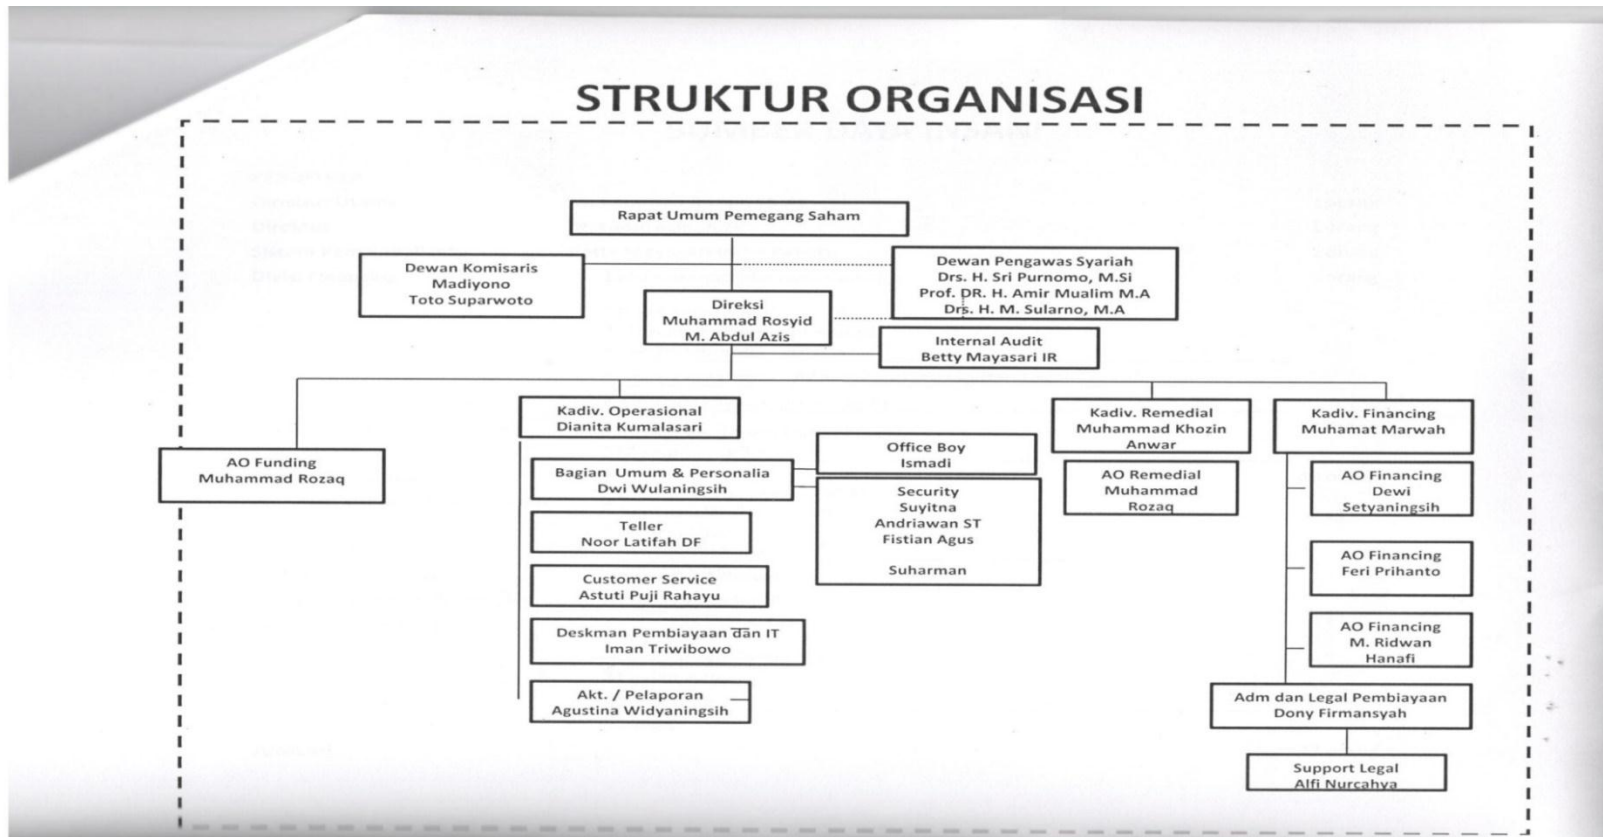 STRUKTUR ORGANISASI
Rapat Umum Pemegang Saham
Dewan Komisaris
Madiyono
Toto Suparwoto
Dewan Pengawas Syariah
Drs. H. Sri Purnomo, M.Si
Prof. DR. H. Amir Mualim M.A
Drs. H. M. Sularno, M.A
Direksi
Muhammad Rosyid
M. Abdul Azis
Internal Audit
Betty Mayasari IR
AO Funding
Muhammad Rozaq
Kadiv. Operasional
Dianita Kumalasari
Bagian Umum & Personalia
Dwi Wulaningsih
Office Boy
Ismadi
Security
Suyitna
Andriawan ST
Fistian Agus
Suharman
Teller
Noor Latifah DF
Customer Service
Astuti Puji Rahayu
Deskman Pembiayaan dan IT
Iman Triwibowo
Akt. / Pelaporan
Agustina Widyaningsih
Kadiv. Remedial
Muhammad Khozin
Anwar
AO Remedial
Muhammad
Rozaq
Kadiv. Financing
Muhamat Marwah
AO Financing
Dewi
Setyaningsih
AO Financing
Feri Prihanto
AO Financing
M. Ridwan
Hanafi
Adm dan Legal Pembiayaan
Dony Firmansyah
Support Legal
Alfi Nurcahya